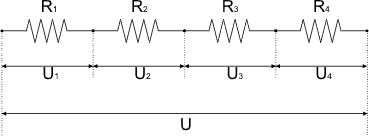 R₁ R₂ R₃ R₄
U₁ U₂ U₃ U₄
U